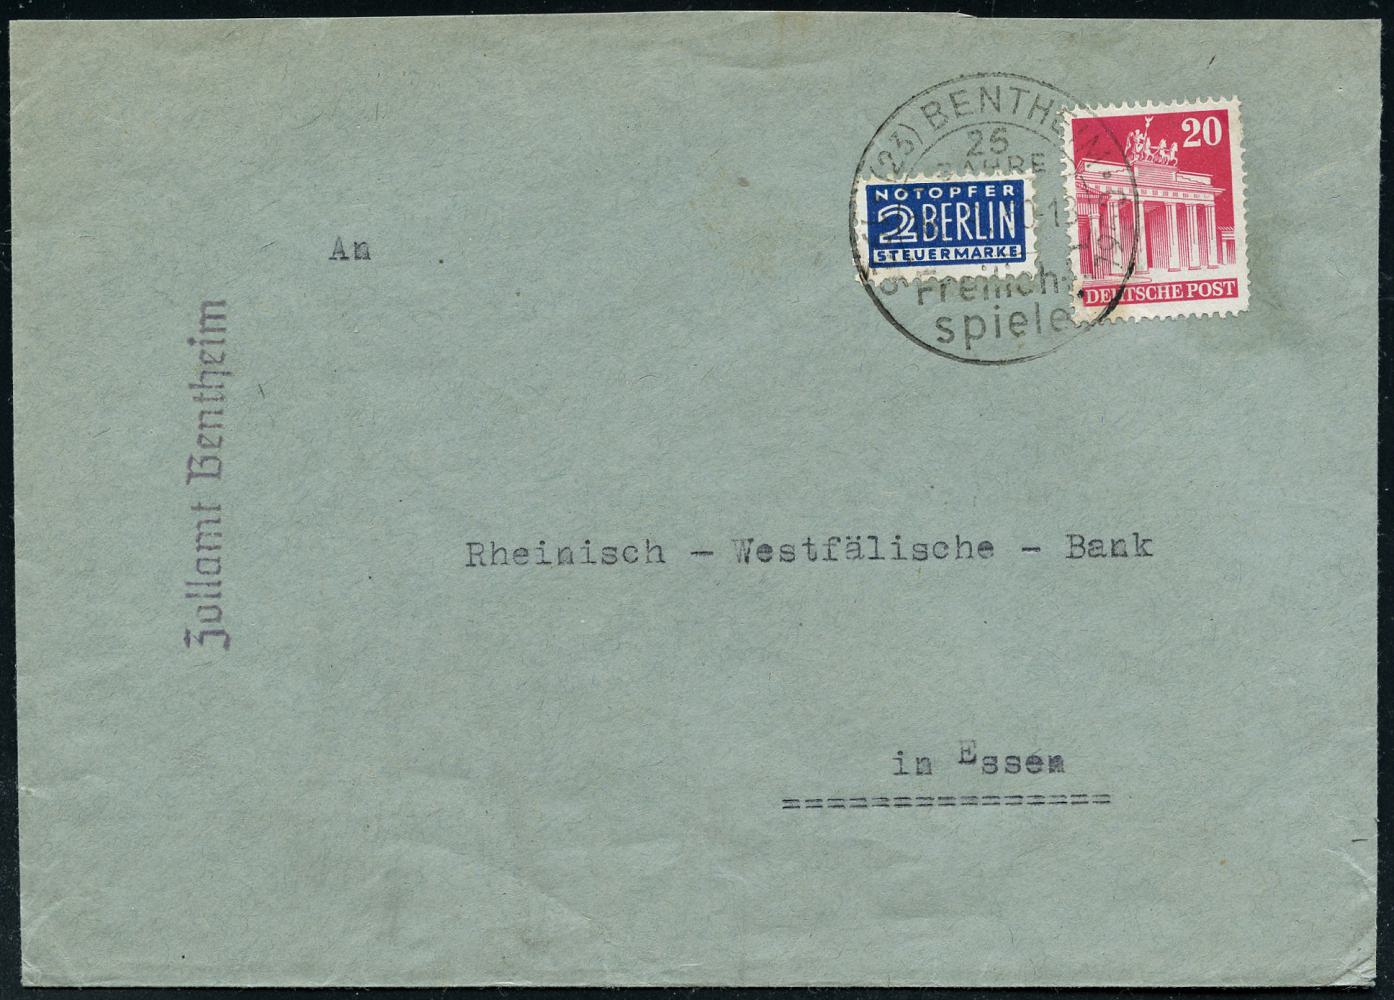 (23) BENTHEIM
25
JAHRE
Freilich-
spiele
NOTOPFER
2 BERLIN
STEUERMARKE
20
DEUTSCHE POST
An
Zollamt Bentheim
Rheinisch - Westfälische - Bank
in Essen
================